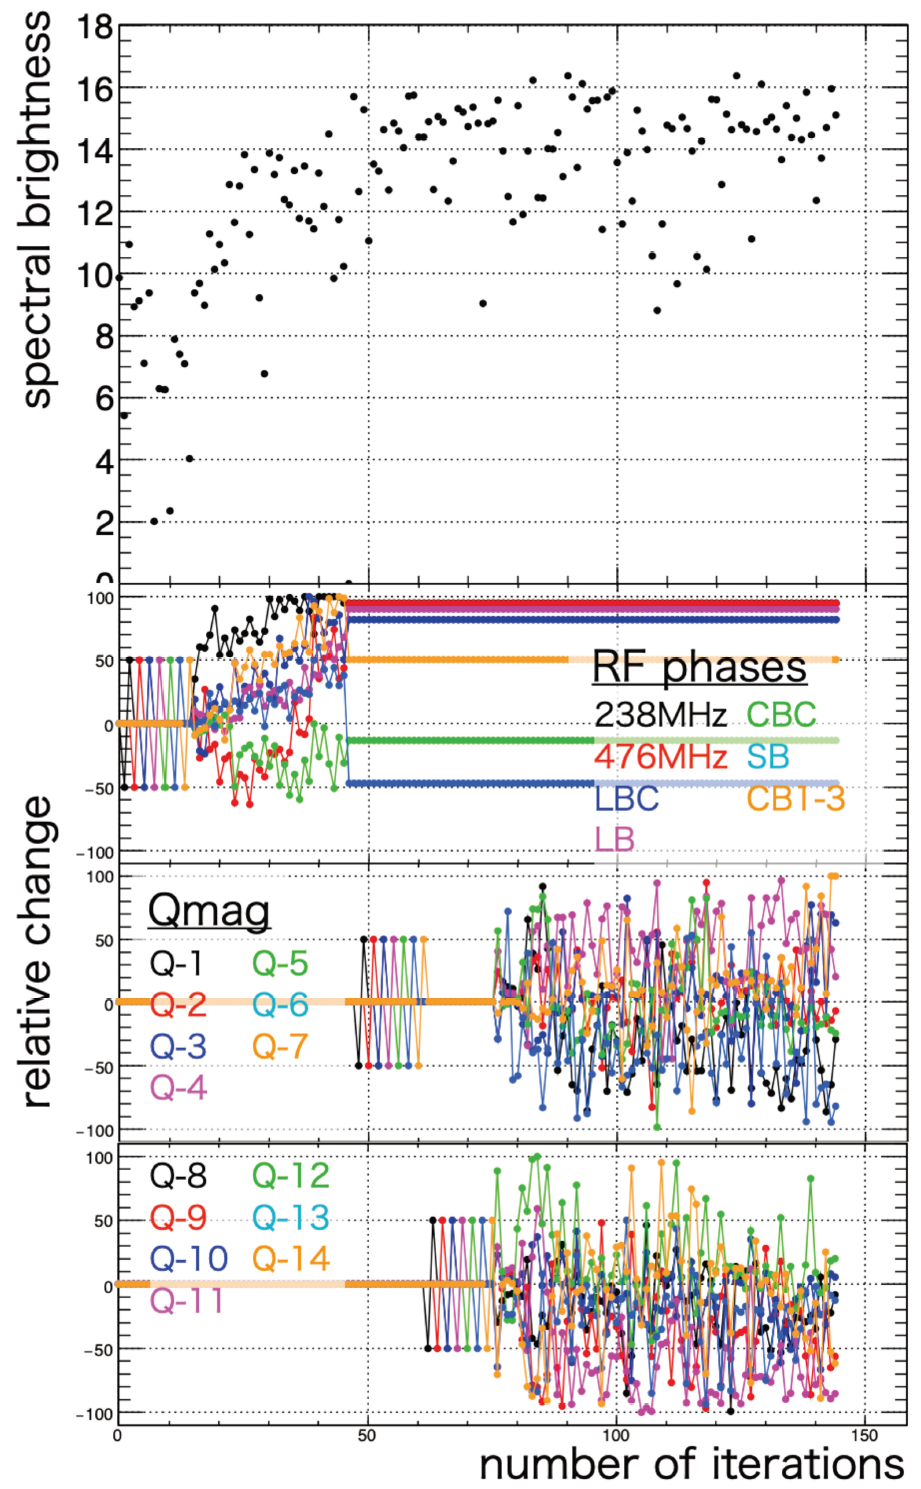 spectral brightness
18
16
14
12
10
8
6
4
2
0
relative change
100
50
0
−50
−100
RF phases
238MHz CBC
476MHz SB
LBC CB1-3
LB
100
50
0
−50
−100
Qmag
Q-1 Q-5
Q-2 Q-6
Q-3 Q-7
Q-4
100
50
0
−50
−100
Q-8 Q-12
Q-9 Q-13
Q-10 Q-14
Q-11
0 50 100 150
number of iterations